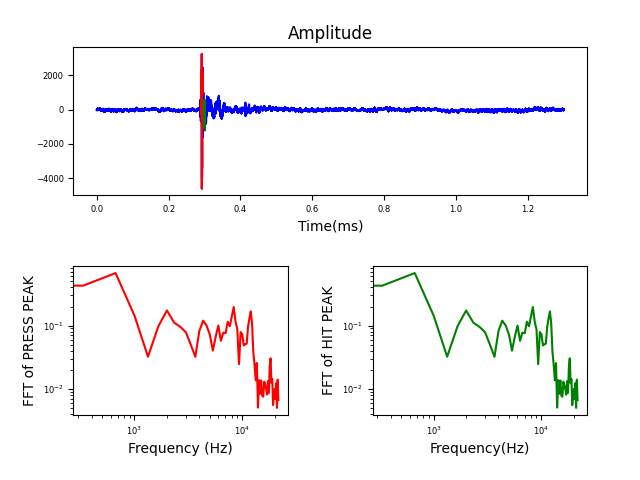 Amplitude
2000
0
−2000
−4000
0.0 0.2 0.4 0.6 0.8 1.0 1.2
Time(ms)
FFT of PRESS PEAK
10⁻¹
10⁻²
10³ 10⁴
Frequency (Hz)
FFT of HIT PEAK
10⁻¹
10⁻²
10³ 10⁴
Frequency(Hz)